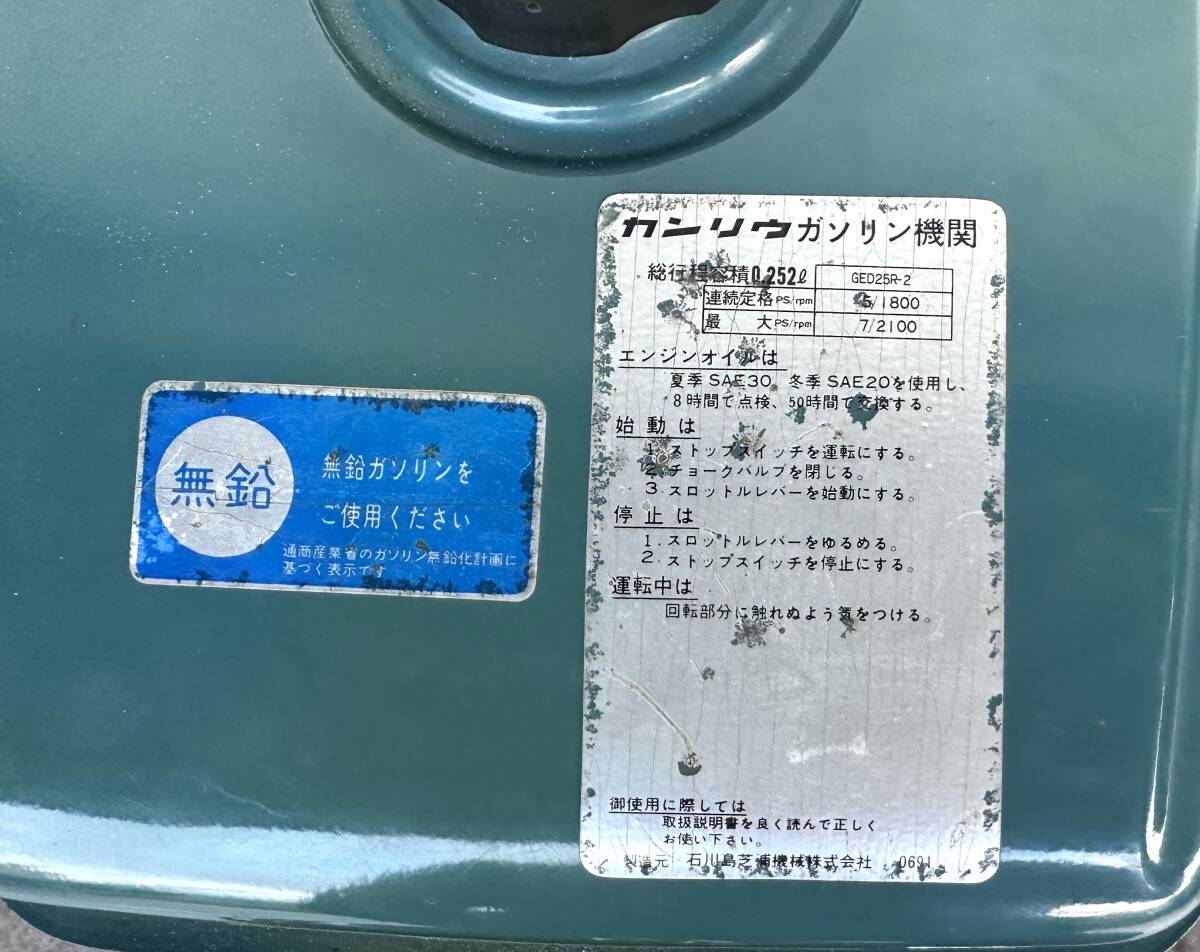 無鉛
無鉛ガソリンを
ご使用ください
通商産業省のガソリン無鉛化計画に
基づく表示です
カンリウガソリン機関
総行程容積0.252ℓ GED25R-2
連続定格PS/rpm 5/1800
最 大PS/rpm 7/2100
エンジンオイルは
夏季SAE30。冬季SAE20を使用し、
8時間で点検、50時間で交換する。
始動は
1. ストップスイッチを運転にする。
2. チョークバルブを閉じる。
3. スロットルレバーを始動にする。
停止は
1. スロットルレバーをゆるめる。
2. ストップスイッチを停止にする。
運転中は
回転部分に触れぬよう気をつける。
御使用に際しては
取扱説明書を良く読んで正しく
お使い下さい。
製造元 石川島芝浦機械株式会社 0691